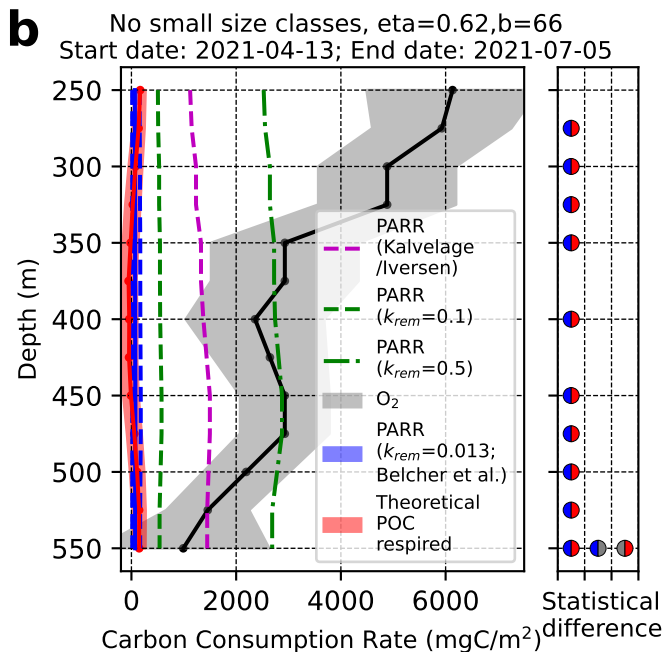 b
No small size classes, eta=0.62,b=66
Start date: 2021-04-13; End date: 2021-07-05
250
300
350
400
450
500
550
Depth (m)
PARR
(Kalvelage
/Iversen)
PARR
(k_rem=0.1)
PARR
(k_rem=0.5)
O₂
PARR
(k_rem=0.013;
Belcher et al.)
Theoretical
POC
respired
0 2000 4000 6000
Carbon Consumption Rate (mgC/m²)
Statistical
difference